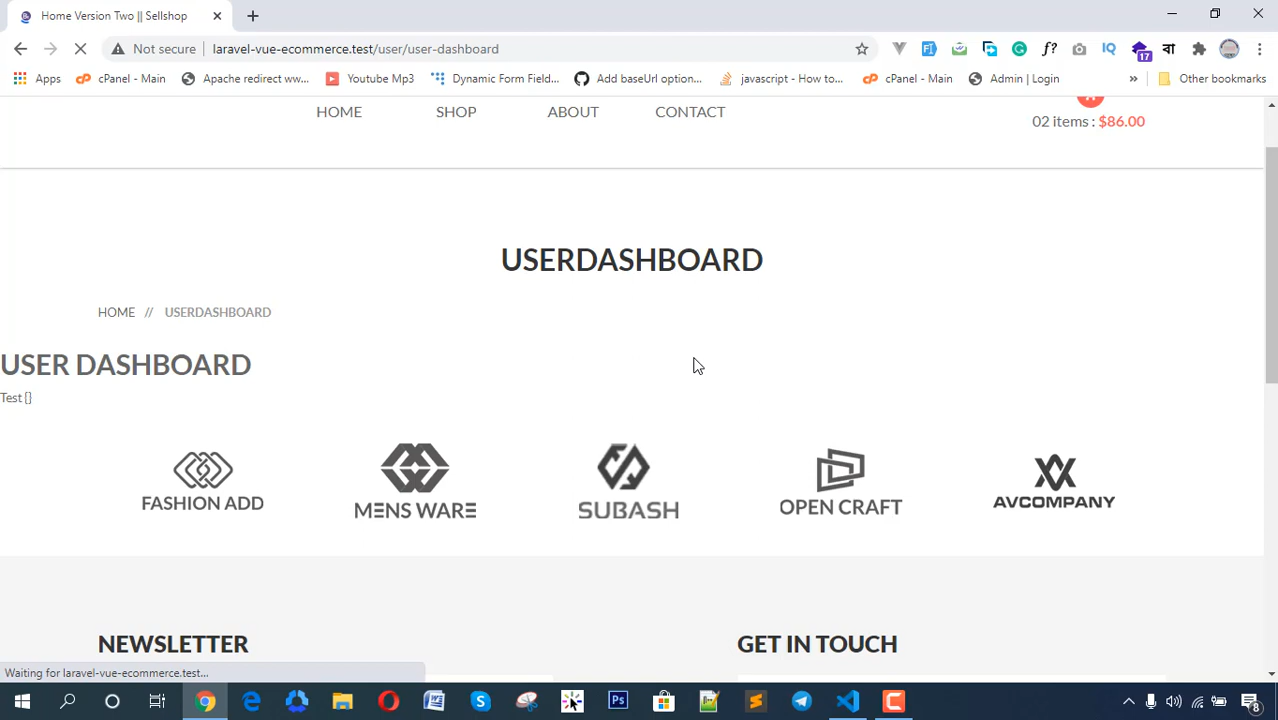 Home Version Two || Sellshop
Not secure
laravel-vue-ecommerce.test/user/user-dashboard
17
Apps
cPanel - Main
Apache redirect ww...
Youtube Mp3
Dynamic Form Field...
Add baseUrl option...
javascript - How to...
cPanel - Main
Admin | Login
»
Other bookmarks
HOME
SHOP
ABOUT
CONTACT
02 items : $86.00
USERDASHBOARD
HOME // USERDASHBOARD
USER DASHBOARD
Test {}
FASHION ADD
MENS WARE
SUBASH
OPEN CRAFT
AVCOMPANY
NEWSLETTER
GET IN TOUCH
Waiting for laravel-vue-ecommerce.test...
8